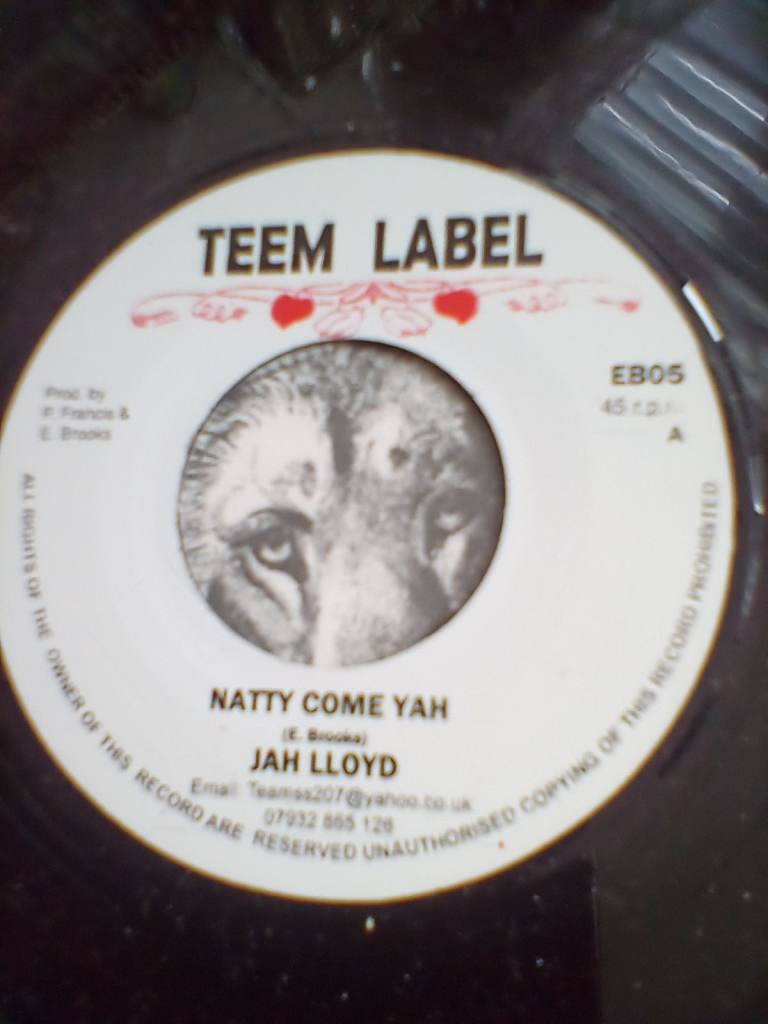 TEEM LABEL
Proc. by
P. Francis &
E. Brooks
EB05
45 r.p.m.
A
NATTY COME YAH
(E. Brooks)
JAH LLOYD
Email: Teamss207@yahoo.co.uk
07932 865 126
ALL RIGHTS OF THE OWNER OF THIS RECORD ARE RESERVED UNAUTHORISED COPYING OF THIS RECORD PROHIBITED